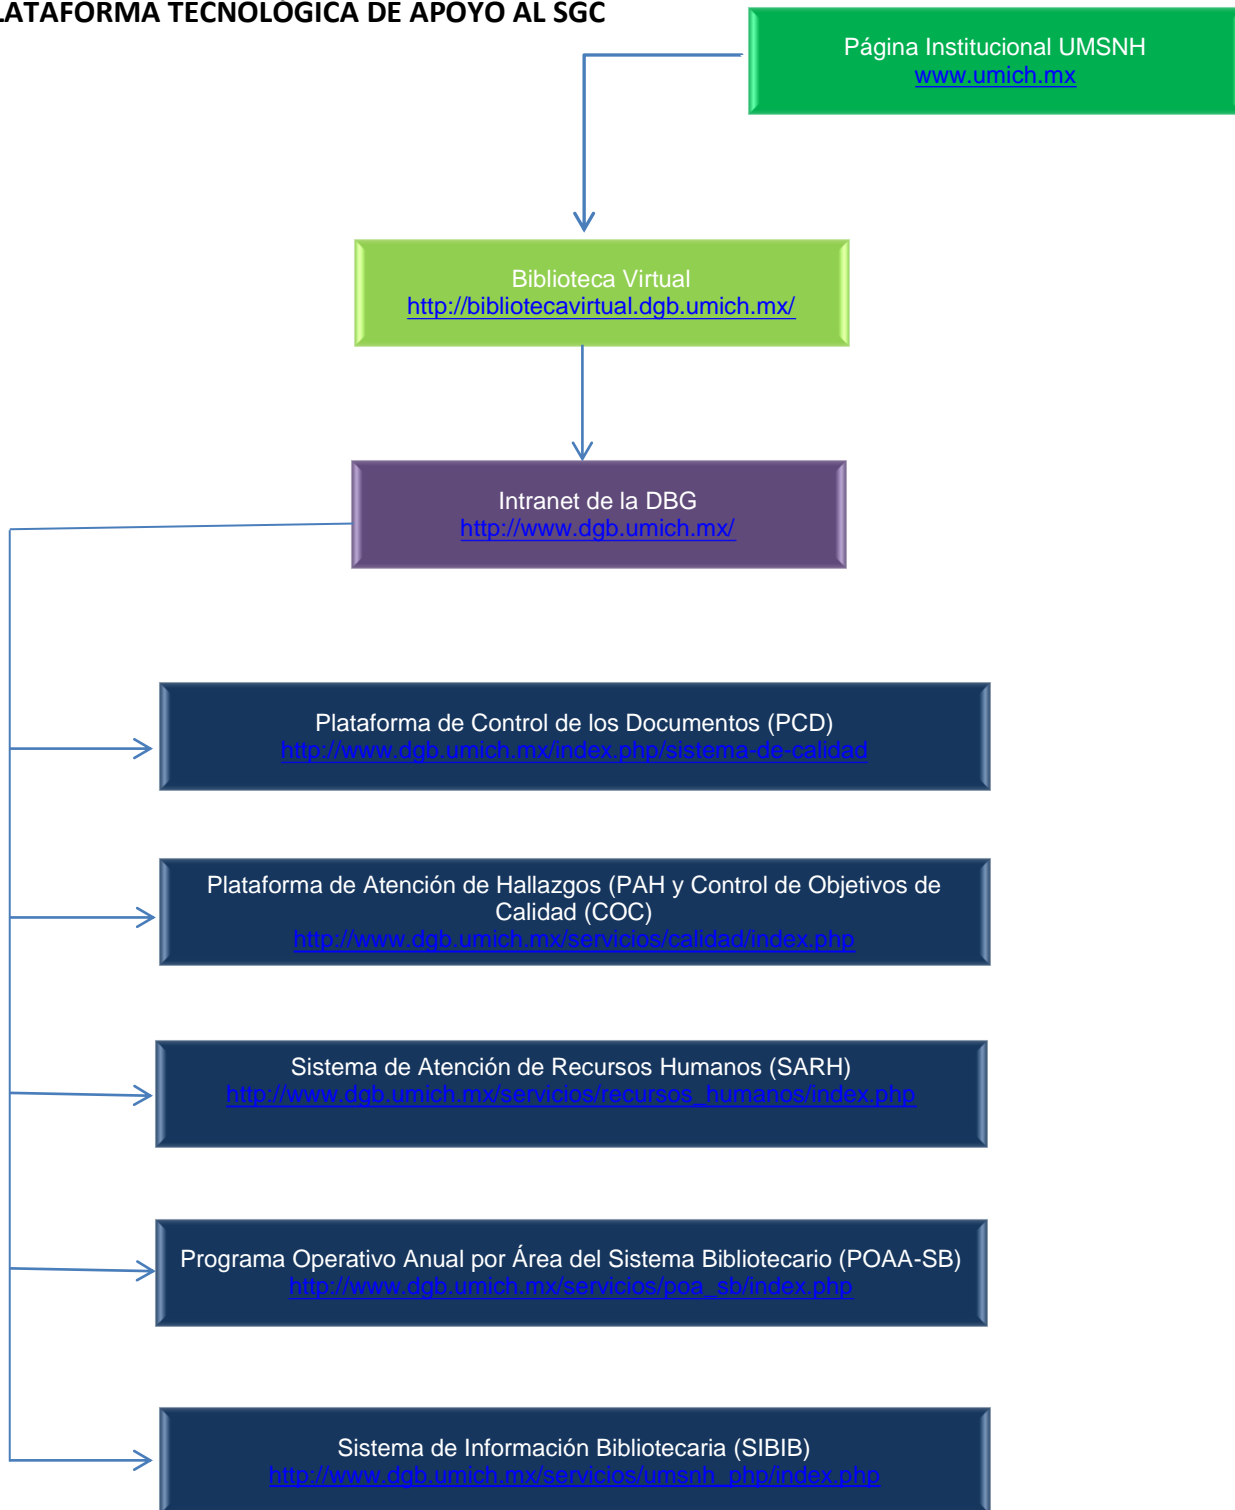 LATAFORMA TECNOLÓGICA DE APOYO AL SGC
Página Institucional UMSNH
www.umich.mx
Biblioteca Virtual
http://bibliotecavirtual.dgb.umich.mx/
Intranet de la DBG
http://www.dgb.umich.mx/
Plataforma de Control de los Documentos (PCD)
http://www.dgb.umich.mx/index.php/sistema-de-calidad
Plataforma de Atención de Hallazgos (PAH y Control de Objetivos de
Calidad (COC)
http://www.dgb.umich.mx/servicios/calidad/index.php
Sistema de Atención de Recursos Humanos (SARH)
http://www.dgb.umich.mx/servicios/recursos_humanos/index.php
Programa Operativo Anual por Área del Sistema Bibliotecario (POAA-SB)
http://www.dgb.umich.mx/servicios/poa_sb/index.php
Sistema de Información Bibliotecaria (SIBIB)
http://www.dgb.umich.mx/servicios/umsnh_php/index.php